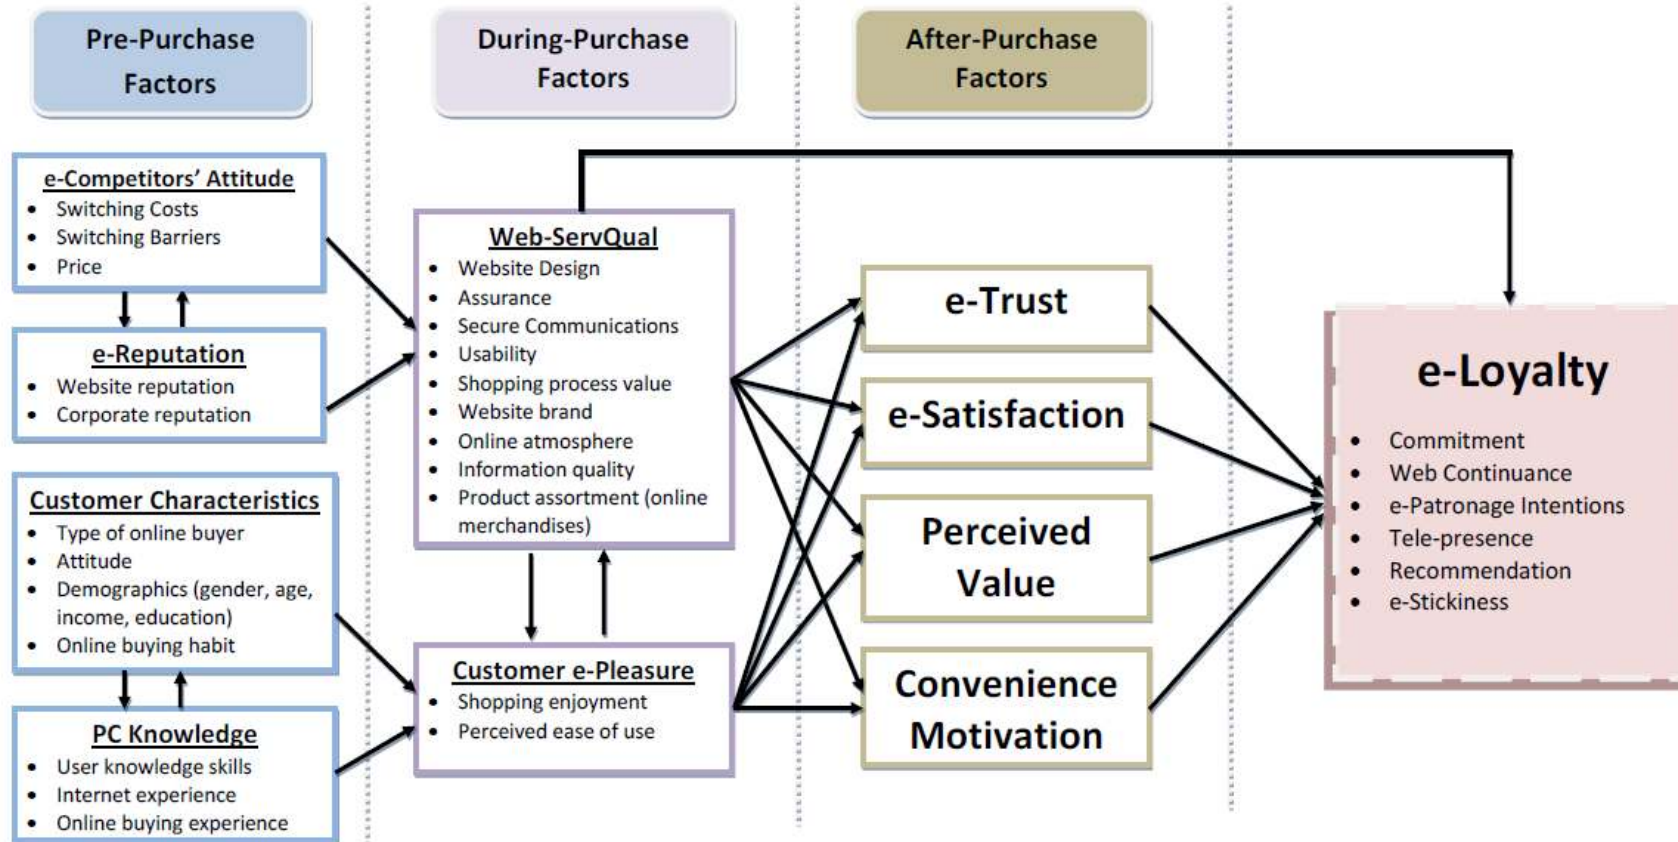 Pre-Purchase
Factors
During-Purchase
Factors
After-Purchase
Factors
e-Competitors' Attitude
• Switching Costs
• Switching Barriers
• Price
e-Reputation
• Website reputation
• Corporate reputation
Customer Characteristics
• Type of online buyer
• Attitude
• Demographics (gender, age,
income, education)
• Online buying habit
PC Knowledge
• User knowledge skills
• Internet experience
• Online buying experience
Web-ServQual
• Website Design
• Assurance
• Secure Communications
• Usability
• Shopping process value
• Website brand
• Online atmosphere
• Information quality
• Product assortment (online
merchandises)
Customer e-Pleasure
• Shopping enjoyment
• Perceived ease of use
e-Trust
e-Satisfaction
Perceived
Value
Convenience
Motivation
e-Loyalty
• Commitment
• Web Continuance
• e-Patronage Intentions
• Tele-presence
• Recommendation
• e-Stickiness